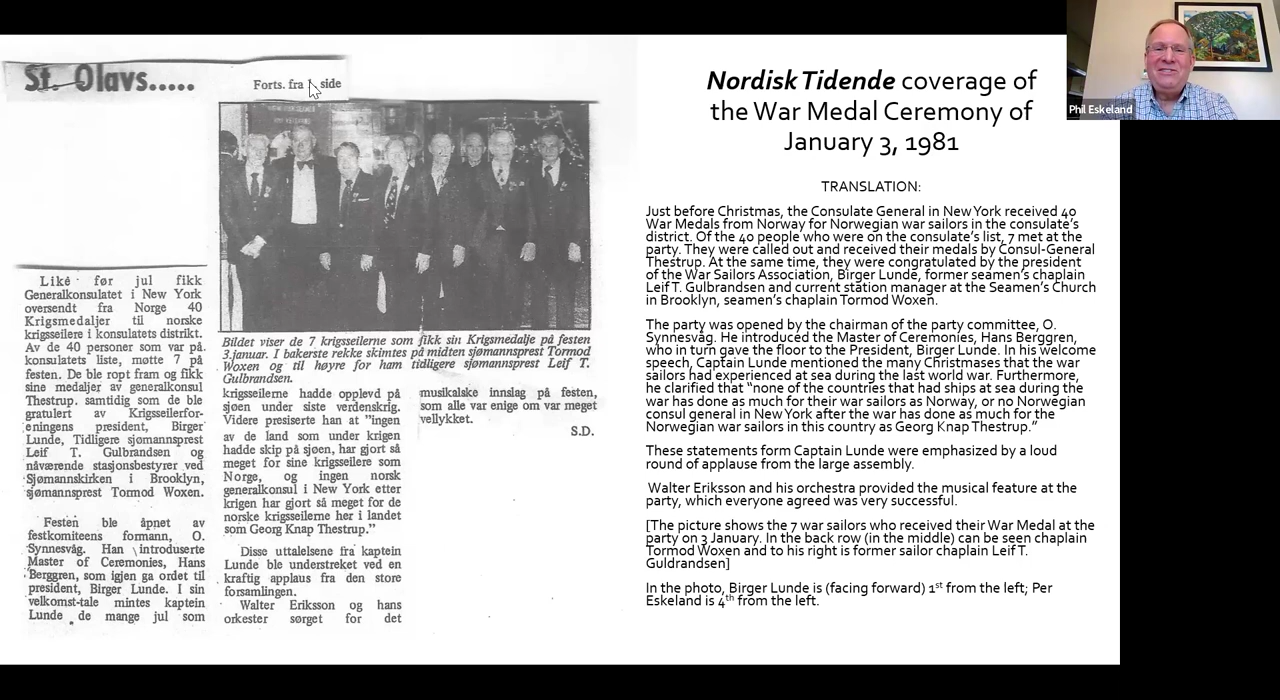 St. Olavs.....
Forts. fra 1. side
Like før jul fikk
Generalkonsulatet i New York
oversendt fra Norge 40
Krigsmedaljer til norske
krigsseilere i konsulatets distrikt.
Av de 40 personer som var på
konsulatets liste, møtte 7 på
festen. De ble ropt fram og fikk
sine medaljer av generalkonsul
Thestrup. samtidig som de ble
gratulert av Krigsseilerfor-
eningens president, Birger
Lunde, Tidligere sjømannsprest
Leif T. Gulbrandsen og
nåværende stasjonsbestyrer ved
Sjømannskirken i Brooklyn,
sjømannsprest Tormod Woxen.
Festen ble åpnet av
festkomiteens formann, O.
Synnesvåg. Han introduserte
Master of Ceremonies, Hans
Berggren, som igjen ga ordet til
president, Birger Lunde. I sin
velkomst-tale mintes kaptein
Lunde de mange jul som
Bildet viser de 7 krigsseilerne som fikk sin Krigsmedalje på festen
3.januar. I bakerste rekke skimtes på midten sjømannsprest Tormod
Woxen og til høyre for ham tidligere sjømannsprest Leif T.
Gulbrandsen.
krigsseilerne hadde opplevd på
sjøen under siste verdenskrig.
Videre presiserte han at "ingen
av de land som under krigen
hadde skip på sjøen, har gjort så
meget for sine krigsseilere som
Norge, og ingen norsk
generalkonsul i New York etter
krigen har gjort så meget for de
norske krigsseilerne her i landet
som Georg Knap Thestrup."
Disse uttalelsene fra kaptein
Lunde ble understreket ved en
kraftig applaus fra den store
forsamlingen.
Walter Eriksson og hans
orkester sørget for det
musikalske innslag på festen,
som alle var enige om var meget
vellykket.
S.D.
Nordisk Tidende coverage of
the War Medal Ceremony of
January 3, 1981
TRANSLATION:
Just before Christmas, the Consulate General in New York received 40
War Medals from Norway for Norwegian war sailors in the consulate's
district. Of the 40 people who were on the consulate's list, 7 met at the
party. They were called out and received their medals by Consul-General
Thestrup. At the same time, they were congratulated by the president
of the War Sailors Association, Birger Lunde, former seamen's chaplain
Leif T. Gulbrandsen and current station manager at the Seamen's Church
in Brooklyn, seamen's chaplain Tormod Woxen.
The party was opened by the chairman of the party committee, O.
Synnesvåg. He introduced the Master of Ceremonies, Hans Berggren,
who in turn gave the floor to the President, Birger Lunde. In his welcome
speech, Captain Lunde mentioned the many Christmases that the war
sailors had experienced at sea during the last world war. Furthermore,
he clarified that "none of the countries that had ships at sea during the
war has done as much for their war sailors as Norway, or no Norwegian
consul general in New York after the war has done as much for the
Norwegian war sailors in this country as Georg Knap Thestrup."
These statements form Captain Lunde were emphasized by a loud
round of applause from the large assembly.
Walter Eriksson and his orchestra provided the musical feature at the
party, which everyone agreed was very successful.
[The picture shows the 7 war sailors who received their War Medal at the
party on 3 January. In the back row (in the middle) can be seen chaplain
Tormod Woxen and to his right is former sailor chaplain Leif T.
Guldrandsen]
In the photo, Birger Lunde is (facing forward) 1st from the left; Per
Eskeland is 4th from the left.
Phil Eskeland